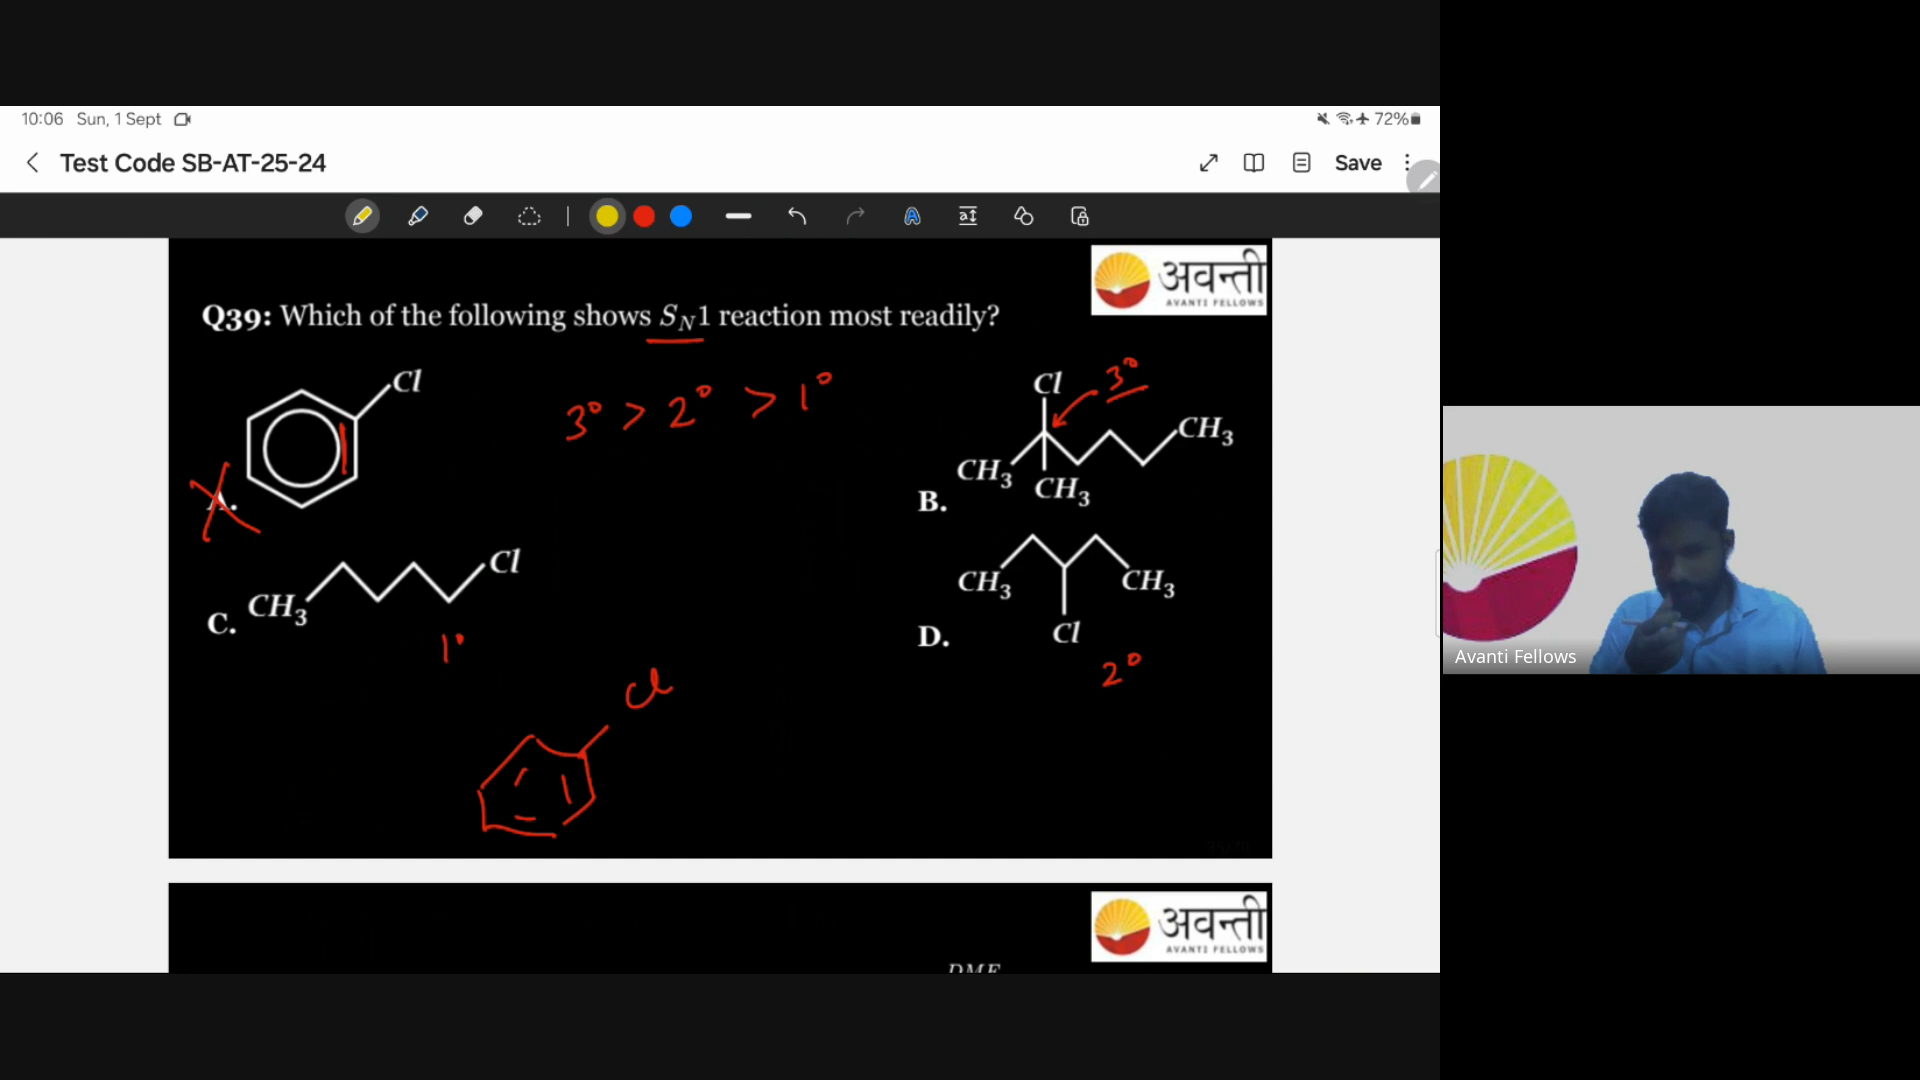 10:06 Sun, 1 Sept
72%
Test Code SB-AT-25-24
Save
अवन्ती
AVANTI FELLOWS
Q39: Which of the following shows S_N1 reaction most readily?
Cl
A.
3° > 2° > 1°
Cl
3°
CH₃
CH₃
CH₃
B.
Cl
CH₃
C.
1°
CH₃
CH₃
Cl
D.
2°
Cl
अवन्ती
AVANTI FELLOWS
DMF
Avanti Fellows